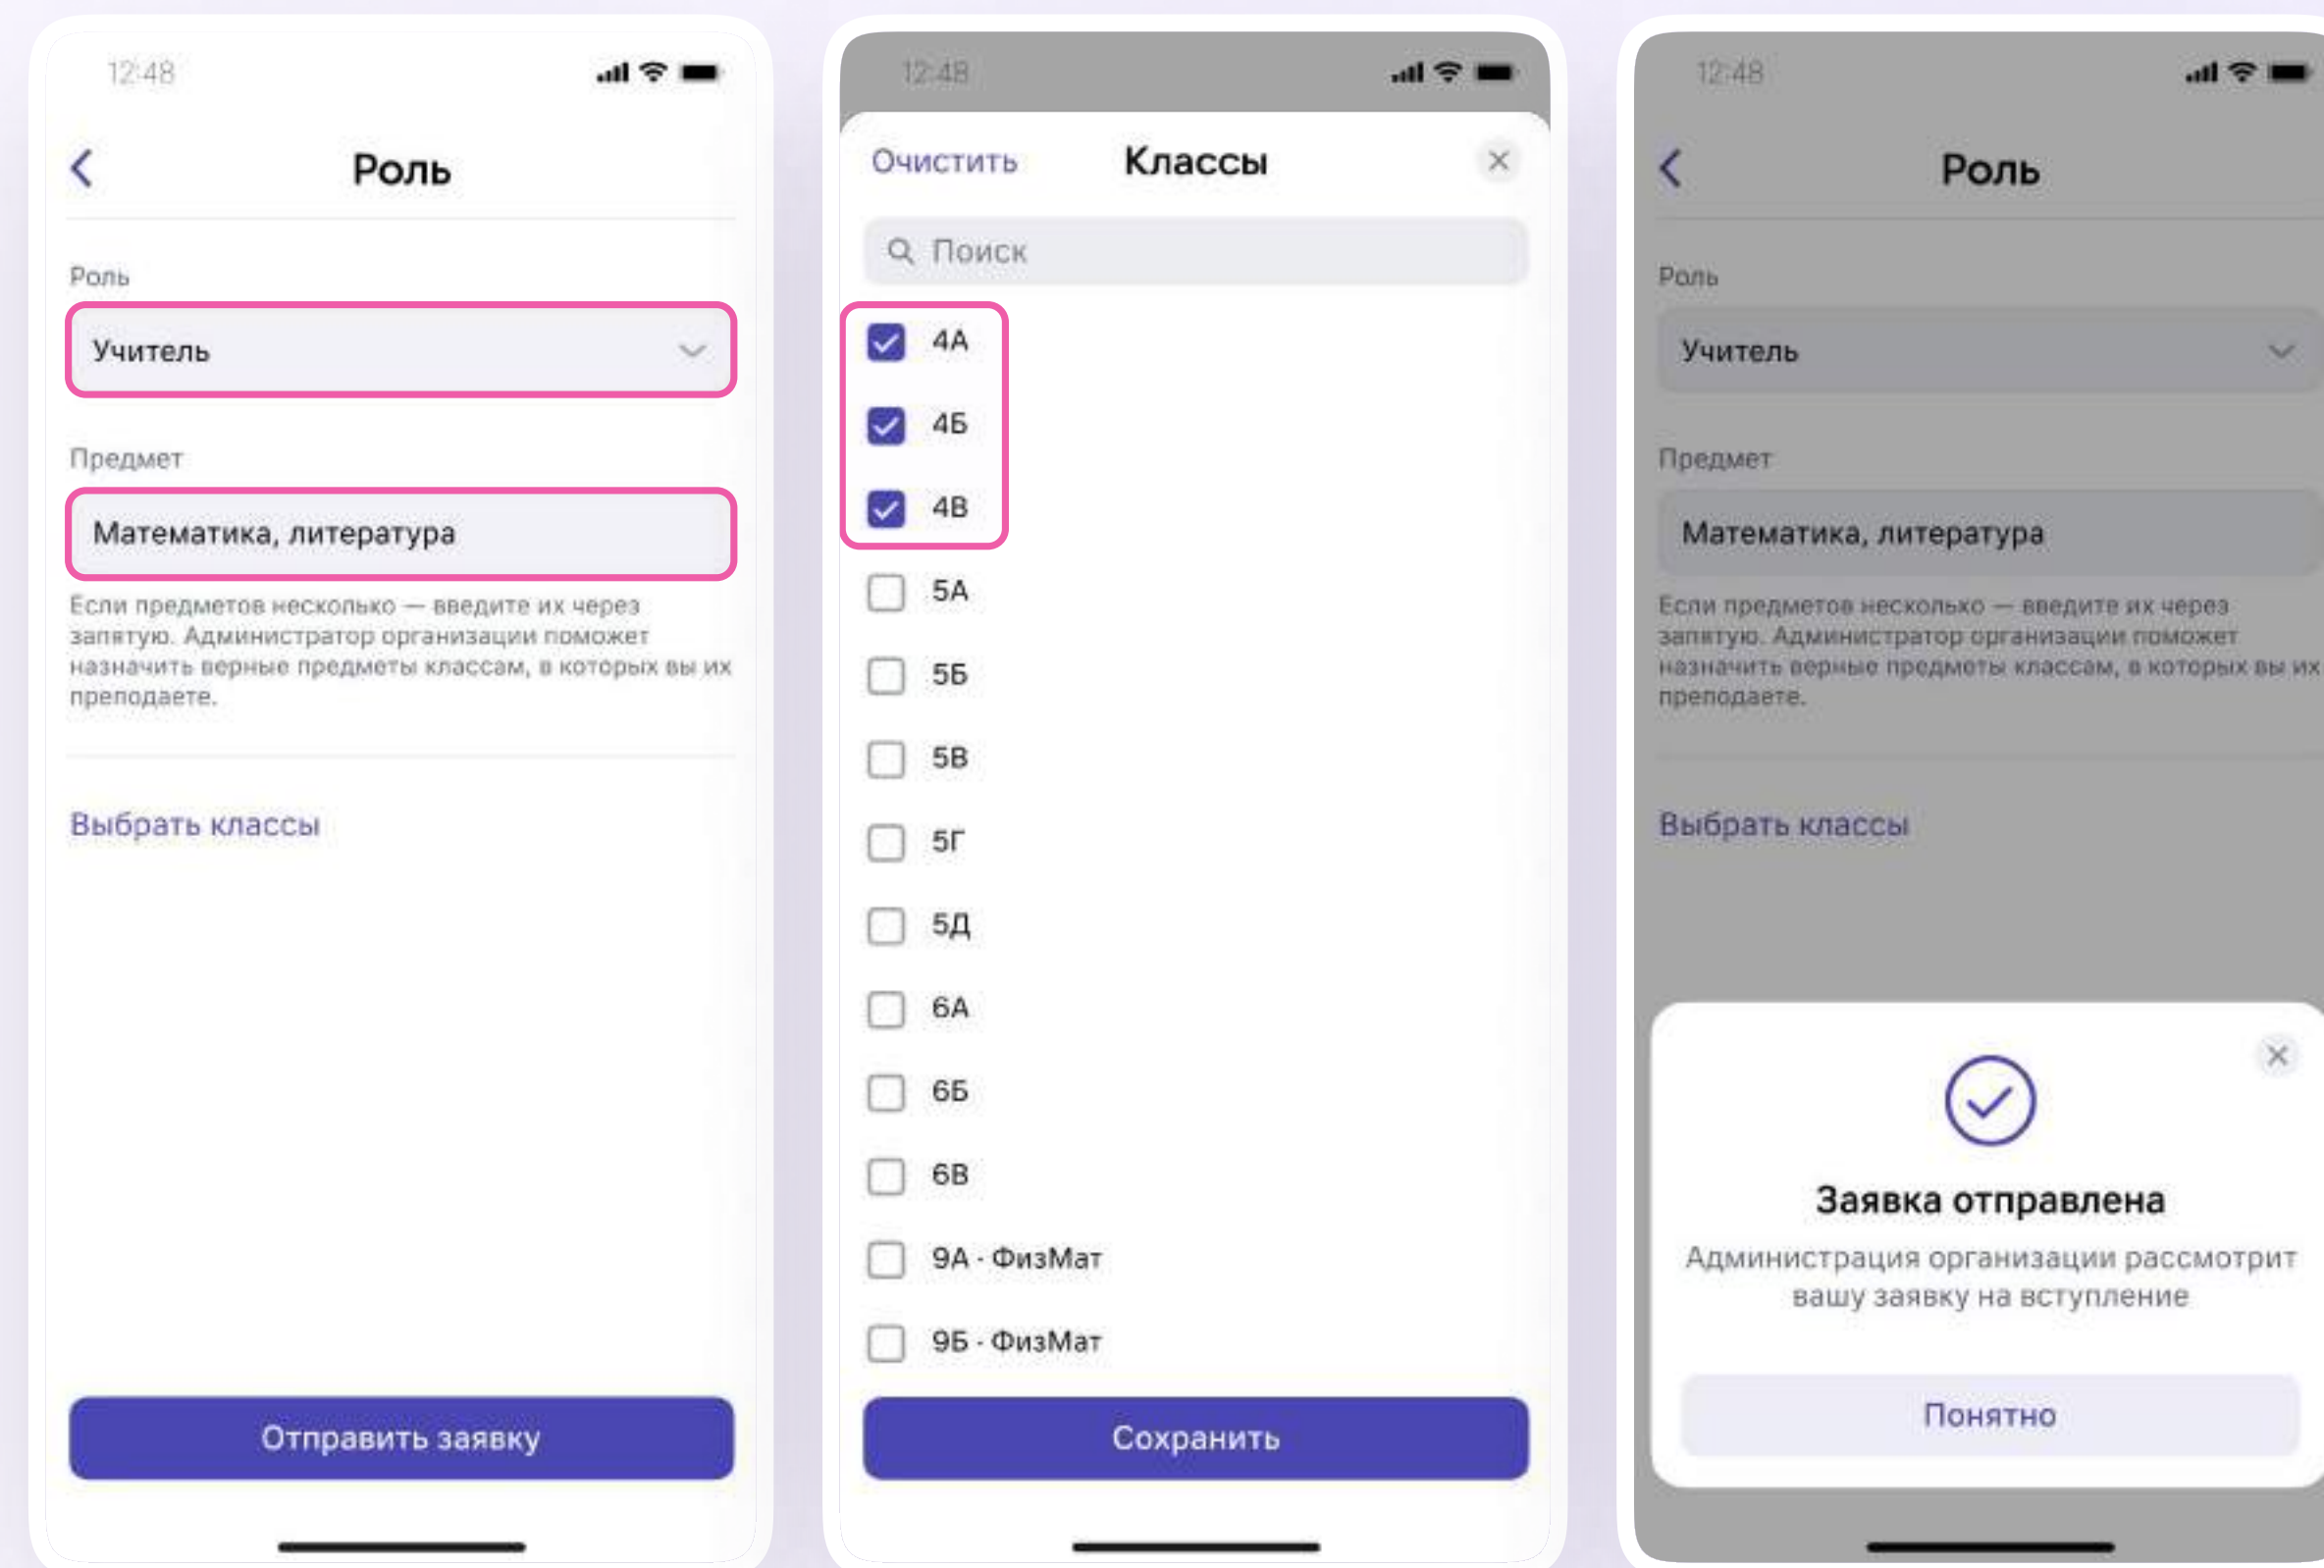 12:48
Роль
Роль
Учитель
Предмет
Математика, литература
Если предметов несколько — введите их через
запятую. Администратор организации поможет
назначить верные предметы классам, в которых вы их
преподаете.
Выбрать классы
Отправить заявку
12:48
Очистить
Классы
Поиск
4А
4Б
4В
5А
5Б
5В
5Г
5Д
6А
6Б
6В
9А - ФизМат
9Б - ФизМат
Сохранить
12:48
Роль
Роль
Учитель
Предмет
Математика, литература
Если предметов несколько — введите их через
запятую. Администратор организации поможет
назначить верные предметы классам, в которых вы их
преподаете.
Выбрать классы
Заявка отправлена
Администрация организации рассмотрит
вашу заявку на вступление
Понятно